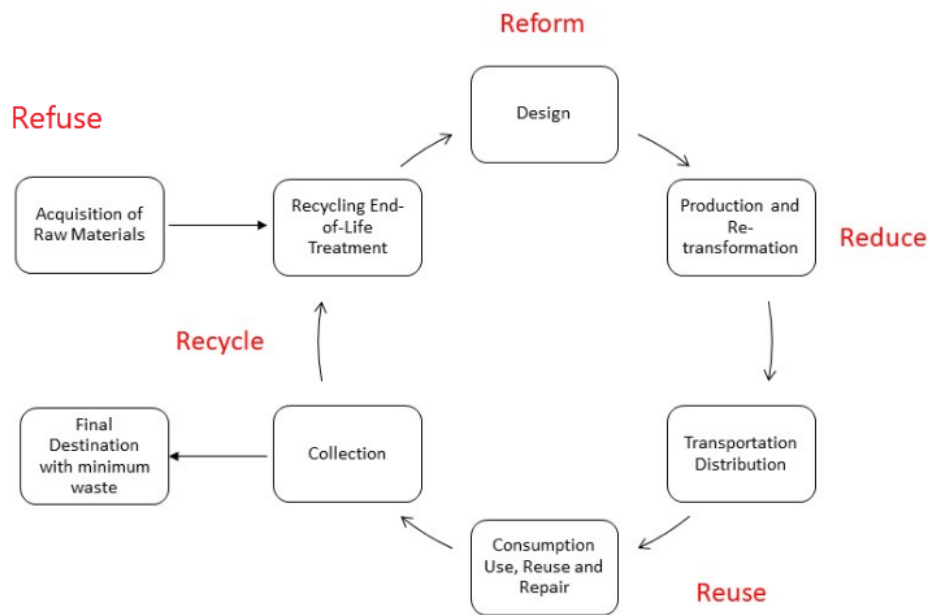 Reform
Design
Refuse
Acquisition of
Raw Materials
Recycling End-
of-Life
Treatment
Production and
Re-
transformation
Reduce
Recycle
Final
Destination
with minimum
waste
Collection
Transportation
Distribution
Consumption
Use, Reuse and
Repair
Reuse